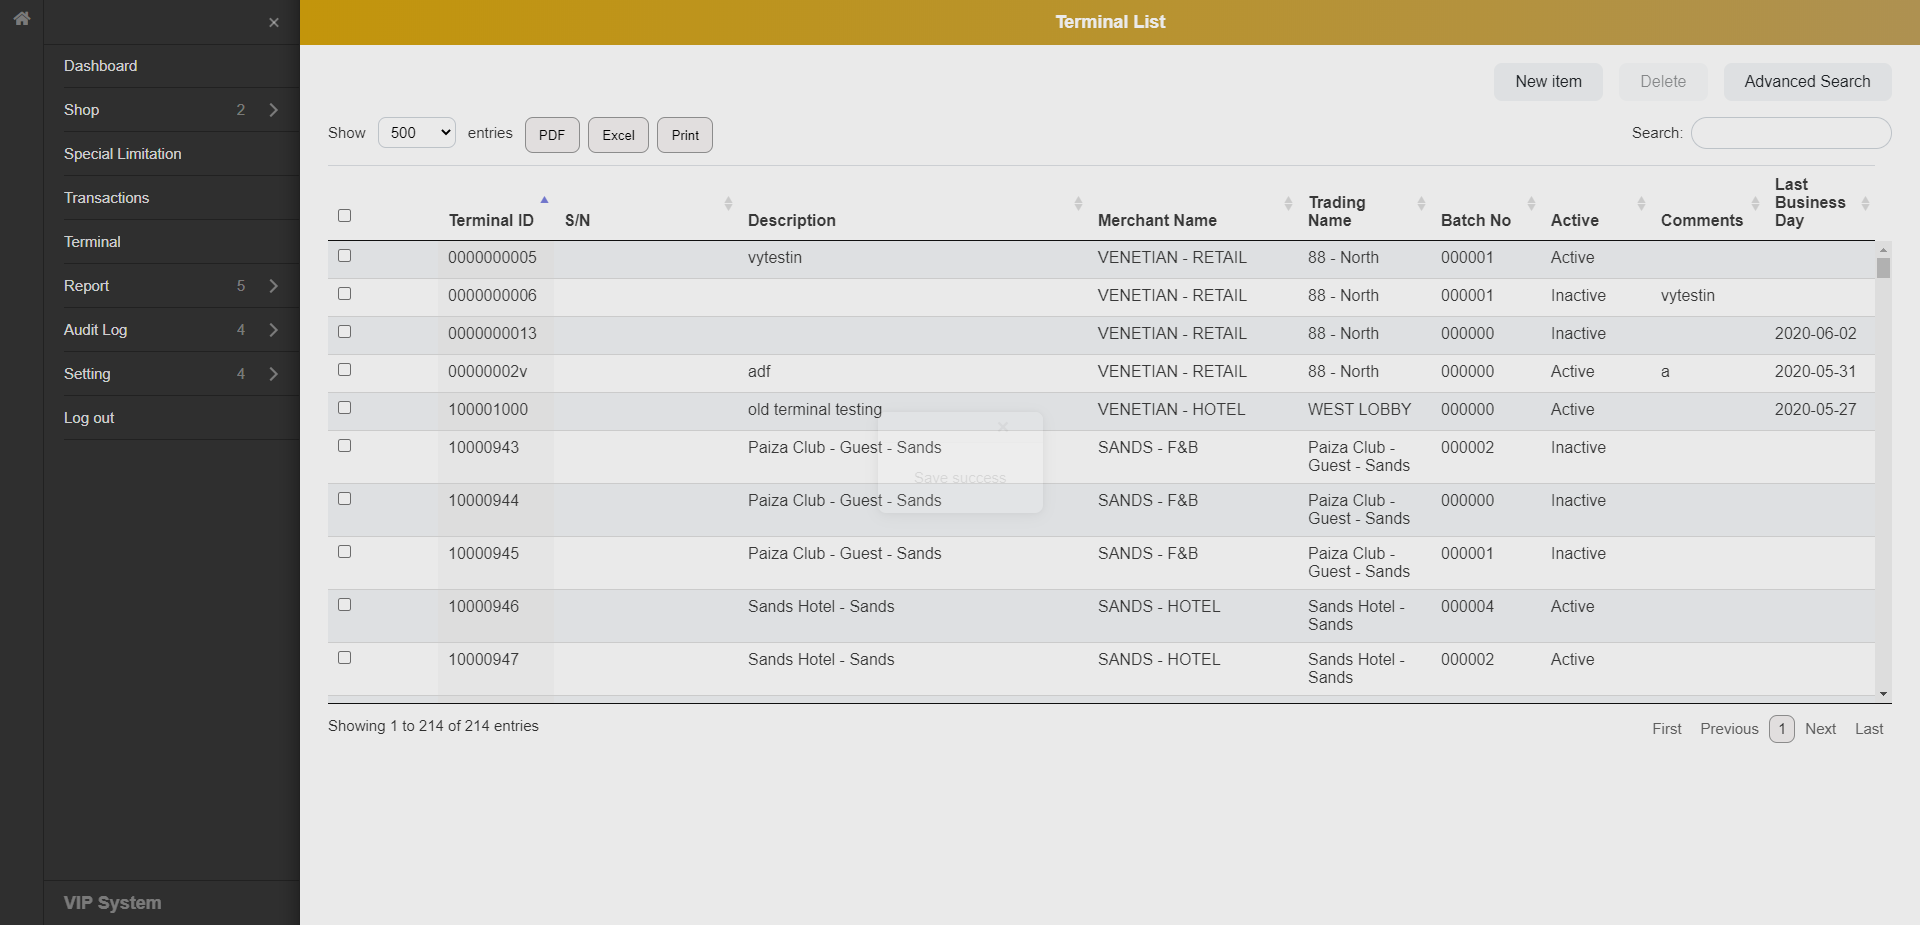 Terminal List
×
Dashboard
Shop 2
Special Limitation
Transactions
Terminal
Report 5
Audit Log 4
Setting 4
Log out
VIP System
New item Delete Advanced Search
Show 500 entries PDF Excel Print Search:
Terminal ID S/N Description Merchant Name Trading Name Batch No Active Comments Last Business Day
0000000005 vytestin VENETIAN - RETAIL 88 - North 000001 Active
0000000006 VENETIAN - RETAIL 88 - North 000001 Inactive vytestin
0000000013 VENETIAN - RETAIL 88 - North 000000 Inactive 2020-06-02
00000002v adf VENETIAN - RETAIL 88 - North 000000 Active a 2020-05-31
100001000 old terminal testing VENETIAN - HOTEL WEST LOBBY 000000 Active 2020-05-27
10000943 Paiza Club - Guest - Sands SANDS - F&B Paiza Club - Guest - Sands 000002 Inactive
10000944 Paiza Club - Guest - Sands SANDS - F&B Paiza Club - Guest - Sands 000000 Inactive
10000945 Paiza Club - Guest - Sands SANDS - F&B Paiza Club - Guest - Sands 000001 Inactive
10000946 Sands Hotel - Sands SANDS - HOTEL Sands Hotel - Sands 000004 Active
10000947 Sands Hotel - Sands SANDS - HOTEL Sands Hotel - Sands 000002 Active
×
Save success
Showing 1 to 214 of 214 entries
First Previous 1 Next Last